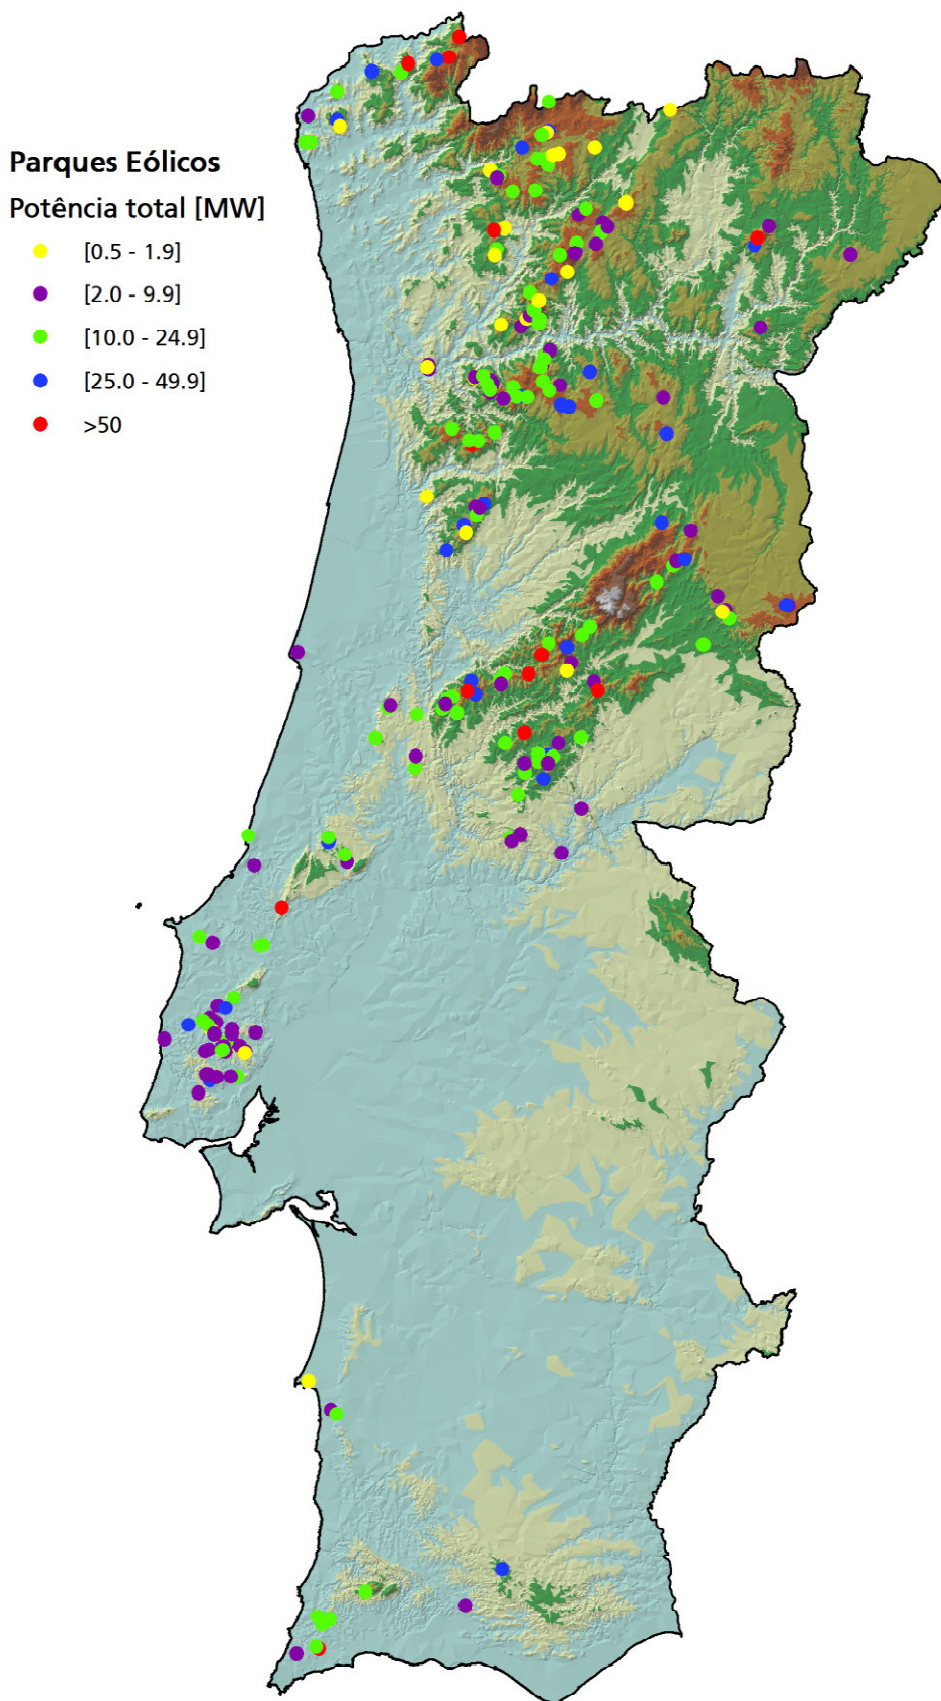 Parques Eólicos
Potência total [MW]
[0.5 - 1.9]
[2.0 - 9.9]
[10.0 - 24.9]
[25.0 - 49.9]
>50